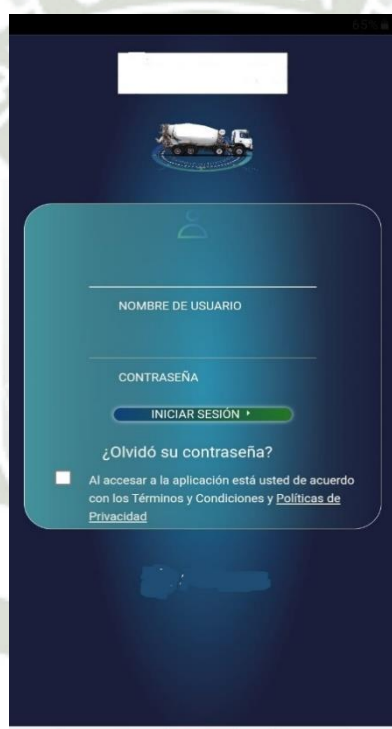 65%
NOMBRE DE USUARIO
CONTRASEÑA
INICIAR SESIÓN
¿Olvidó su contraseña?
Al accesar a la aplicación está usted de acuerdo
con los Términos y Condiciones y Políticas de
Privacidad